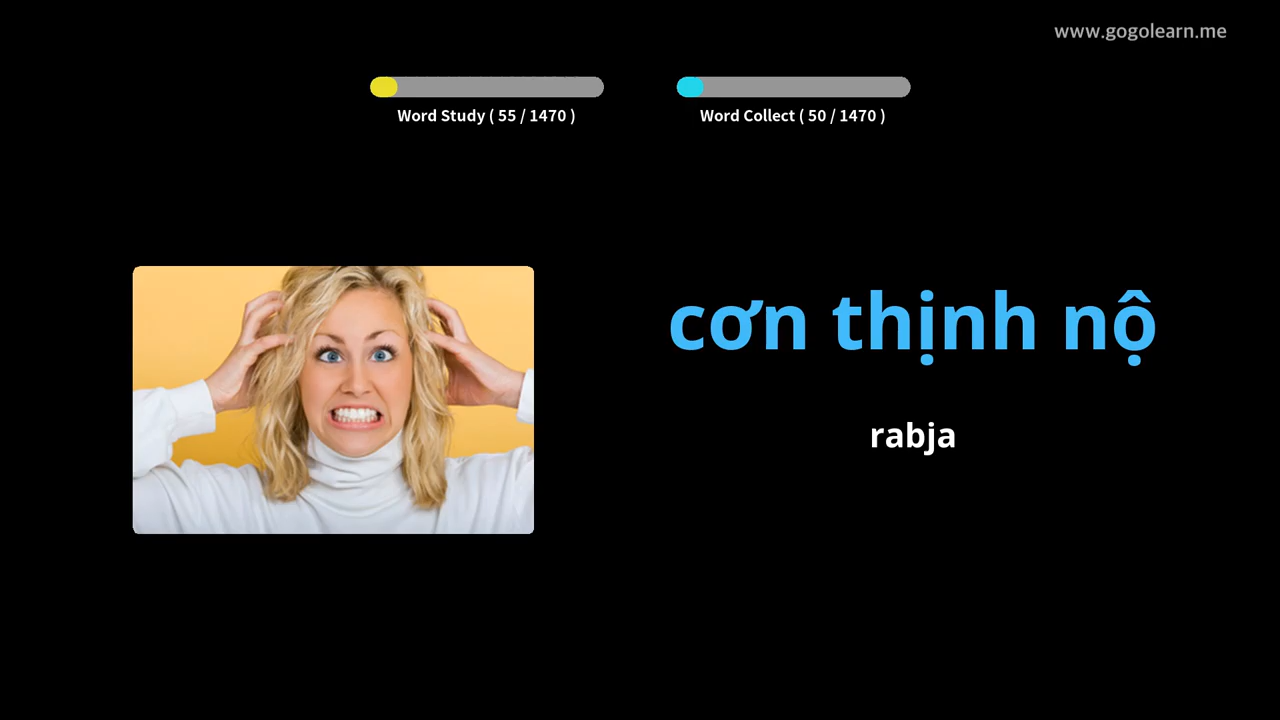 www.gogolearn.me
Word Study ( 55 / 1470 )
Word Collect ( 50 / 1470 )
cơn thịnh nộ
rabja